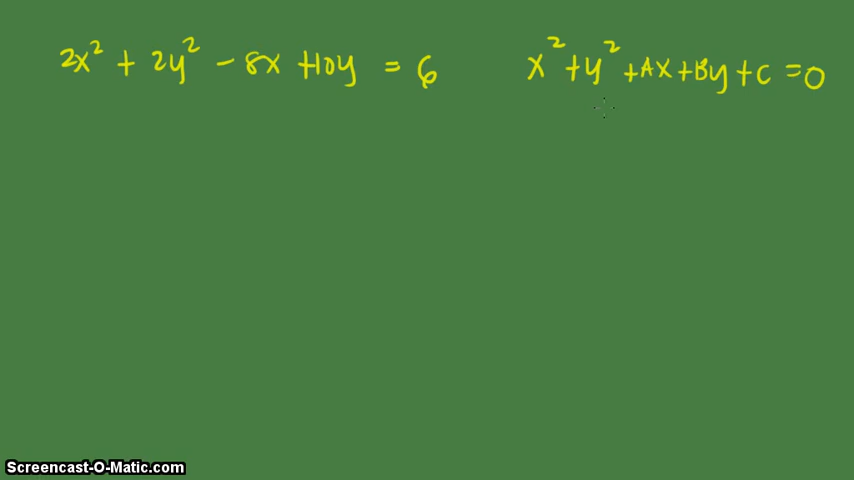 2x² + 2y² - 8x + 10y = 6
x² + y² + Ax + By + C = 0
Screencast-O-Matic.com